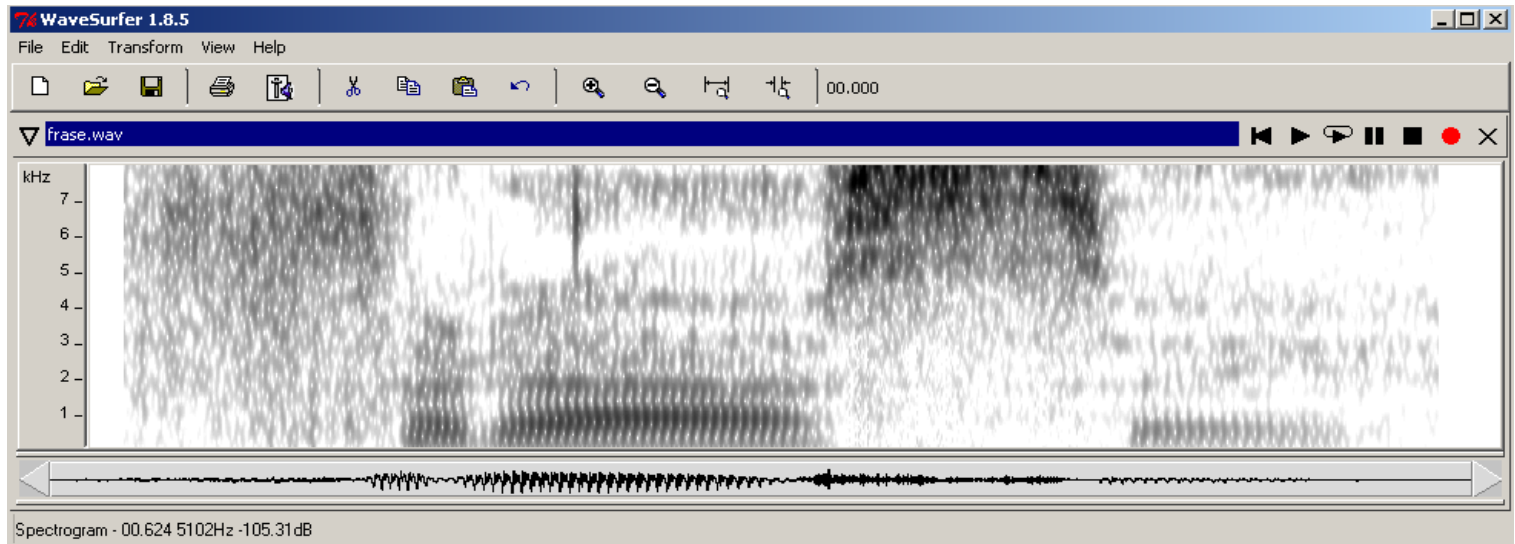 WaveSurfer 1.8.5
File Edit Transform View Help
00.000
frase.wav
kHz
7
6
5
4
3
2
1
Spectrogram - 00.624 5102Hz -105.31dB